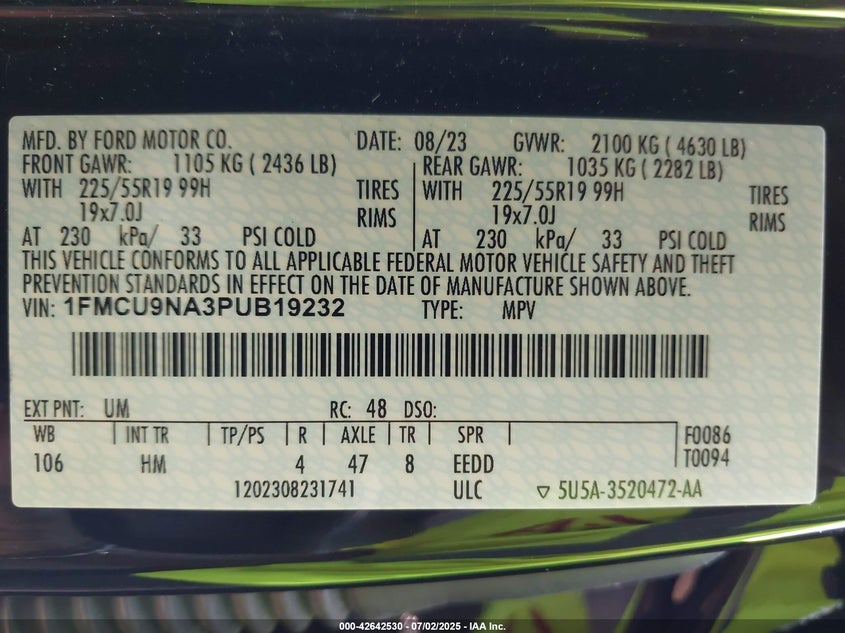 MFD. BY FORD MOTOR CO. DATE: 08/23 GVWR: 2100 KG ( 4630 LB)
FRONT GAWR: 1105 KG ( 2436 LB) REAR GAWR: 1035 KG ( 2282 LB)
WITH 225/55R19 99H TIRES WITH 225/55R19 99H TIRES
19x7.0J RIMS 19x7.0J RIMS
AT 230 kPa/ 33 PSI COLD AT 230 kPa/ 33 PSI COLD
THIS VEHICLE CONFORMS TO ALL APPLICABLE FEDERAL MOTOR VEHICLE SAFETY AND THEFT
PREVENTION STANDARDS IN EFFECT ON THE DATE OF MANUFACTURE SHOWN ABOVE.
VIN: 1FMCU9NA3PUB19232 TYPE: MPV
EXT PNT: UM RC: 48 DSO:
WB INT TR TP/PS R AXLE TR SPR F0086
106 HM 4 47 8 EEDD T0094
1202308231741 ULC ▽ 5U5A-3520472-AA
000-42642530 - 07/02/2025 - IAA Inc.